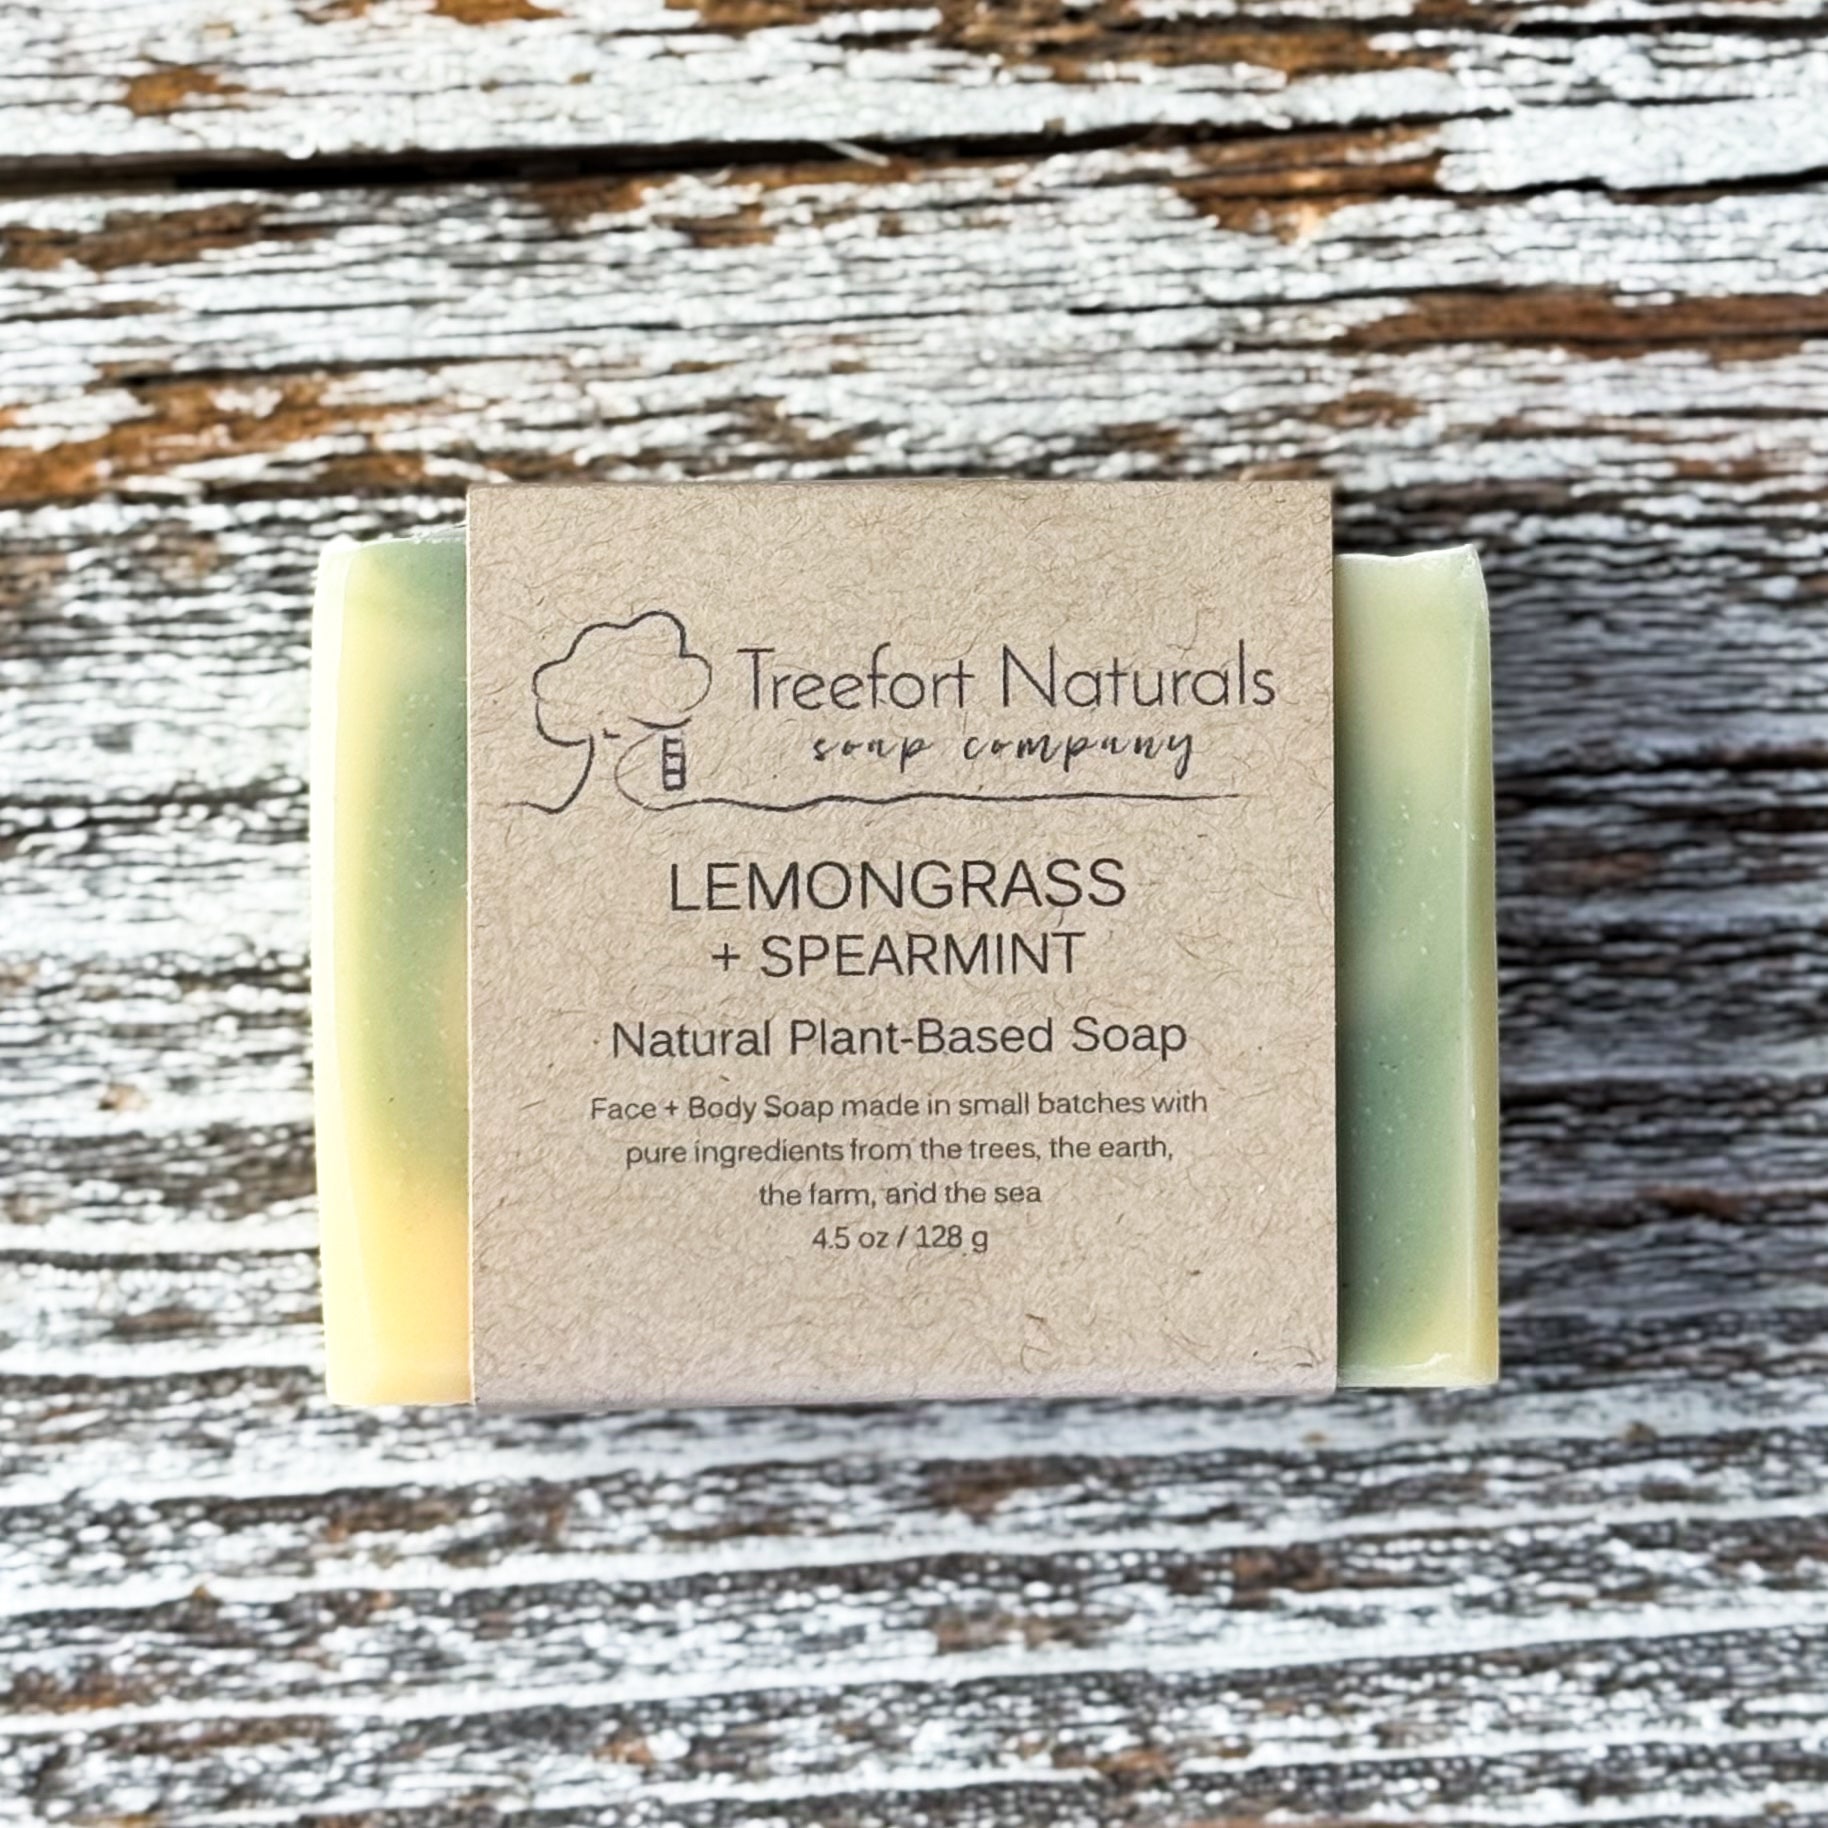 Treefort Naturals
soap company
LEMONGRASS
+ SPEARMINT
Natural Plant-Based Soap
Face + Body Soap made in small batches with
pure ingredients from the trees, the earth,
the farm, and the sea
4.5 oz / 128 g